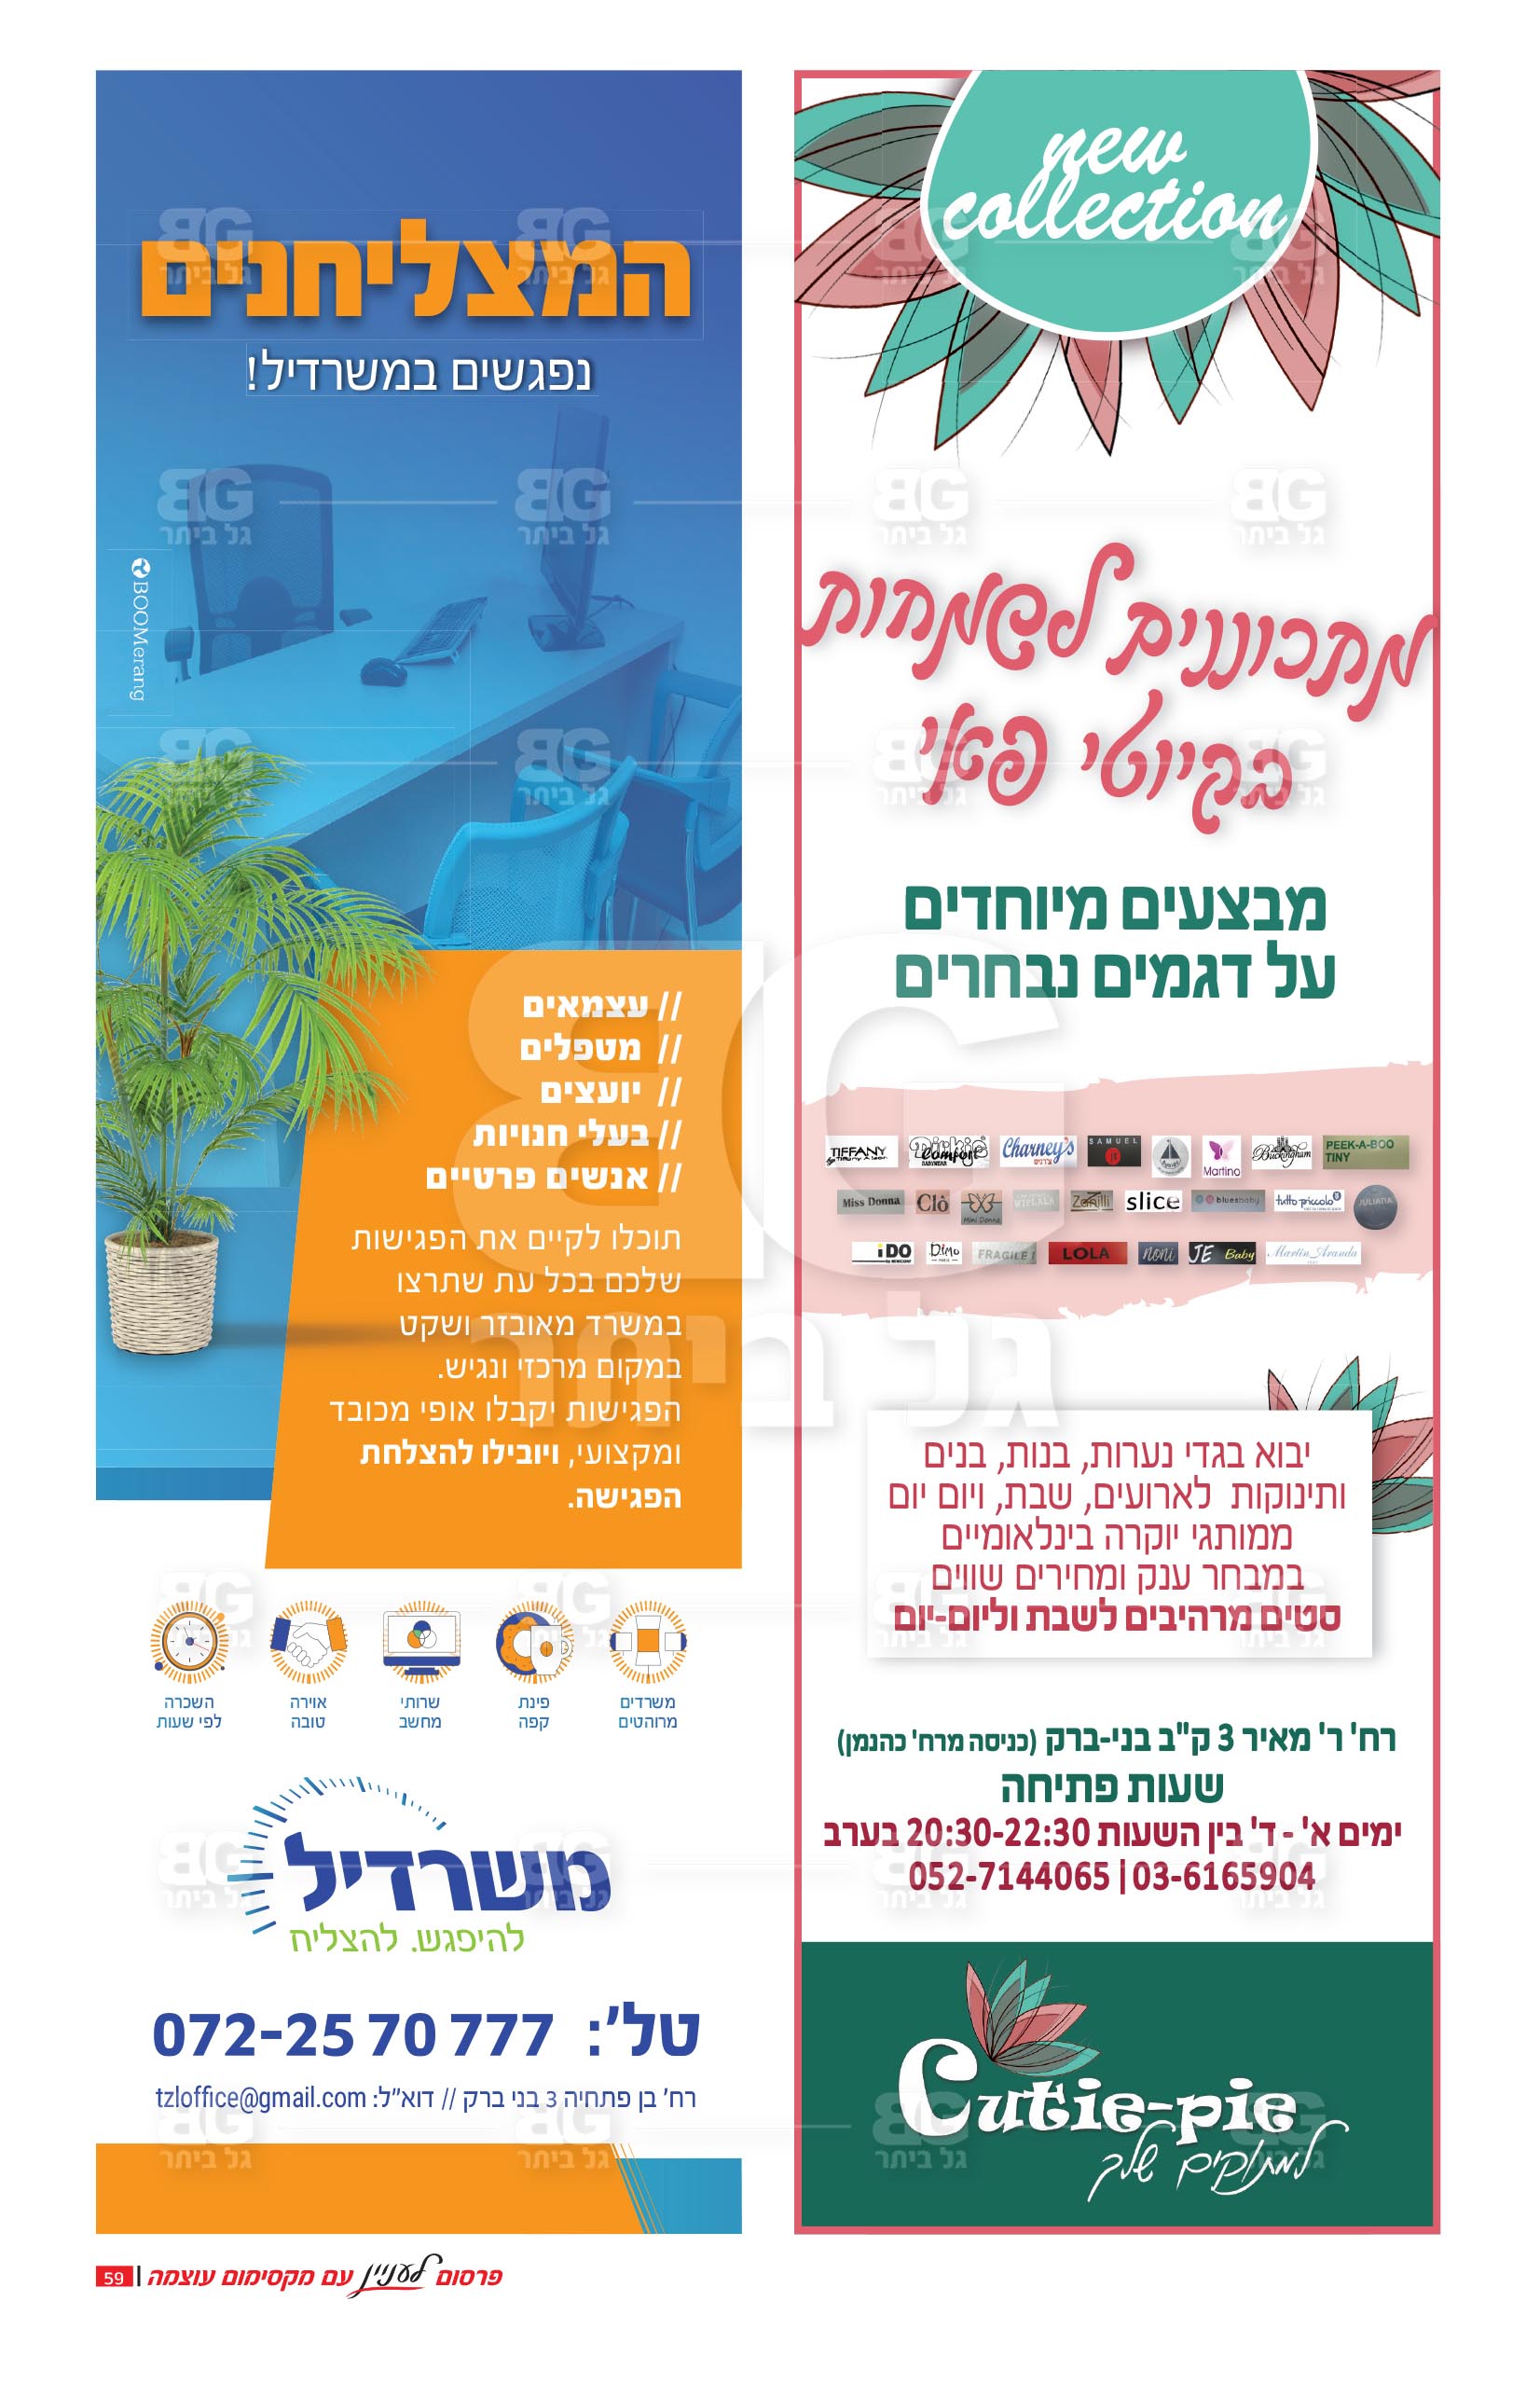 new
collection
מתכוננים לשמחות
בקיוטי פאי
מבצעים מיוחדים
על דגמים נבחרים
TIFFANY
Comfort
Charney's
SAMUEL
Martino
Buckingham
PEEK-A-BOO
TINY
Miss Donna
Clò
Mini Donna
Zanilli
slice
bluesbaby
tutto piccolo
JULIANA
iDO
Dimo
FRAGILE!
LOLA
noni
JE Baby
Martín Aranda
יבוא בגדי נערות, בנות, בנים
ותינוקות לארועים, שבת, ויום יום
ממותגי יוקרה בינלאומיים
במבחר ענק ומחירים שווים
סטים מרהיבים לשבת וליום-יום
רח' ר' מאיר 3 ק"ב בני-ברק (כניסה מרח' כהנמן)
שעות פתיחה
ימים א' - ד' בין השעות 20:30-22:30 בערב
052-7144065 | 03-6165904
Cutie-pie
למתוקים שלך
המצליחנים
נפגשים במשרדיל!
BOOMerang
// עצמאים
// מטפלים
// יועצים
// בעלי חנויות
// אנשים פרטיים
תוכלו לקיים את הפגישות
שלכם בכל עת שתרצו
במשרד מאובזר ושקט
במקום מרכזי ונגיש.
הפגישות יקבלו אופי מכובד
ומקצועי, ויובילו להצלחת
הפגישה.
משרדים
מרוהטים
פינת
קפה
שרותי
מחשב
אוירה
טובה
השכרה
לפי שעות
משרדיל
להיפגש. להצליח
טל': 072-25 70 777
רח' בן פתחיה 3 בני ברק // דוא"ל: tzloffice@gmail.com
פרסום לעניין עם מקסימום עוצמה | 59
BG
גל ביתר